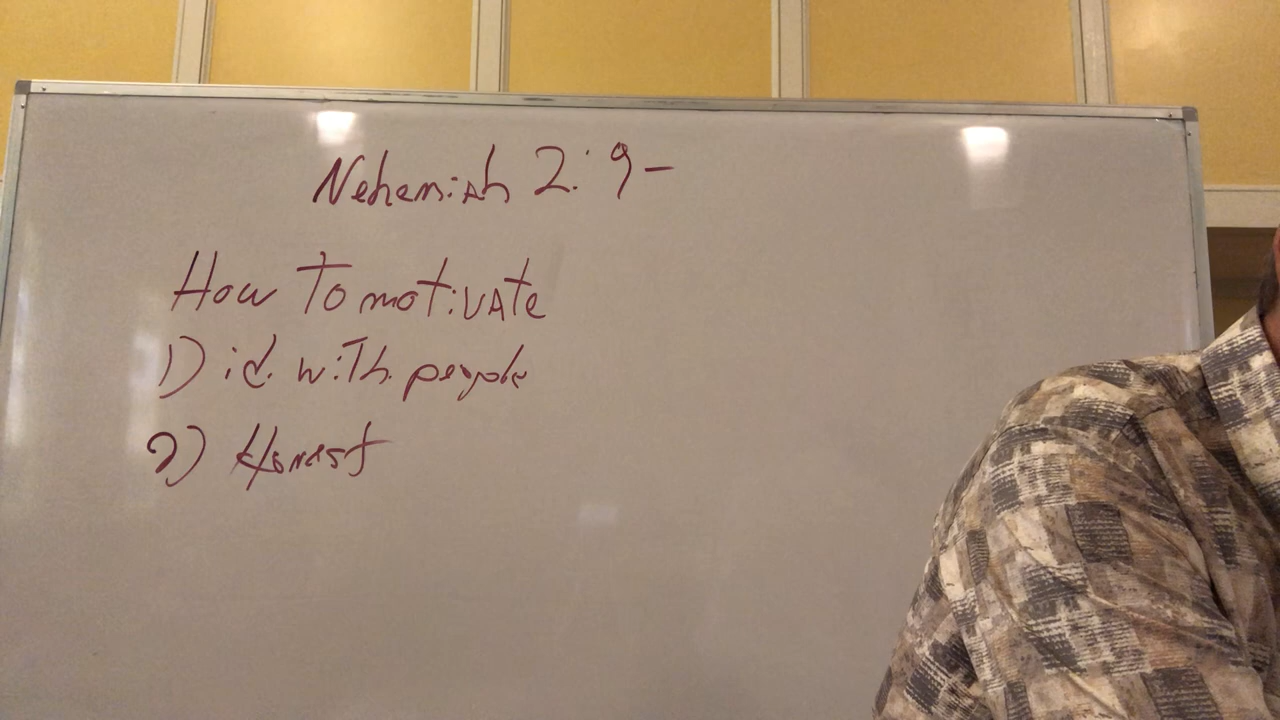 Nehemiah 2:9-
How To motivate
1) id. with people
2) Honest